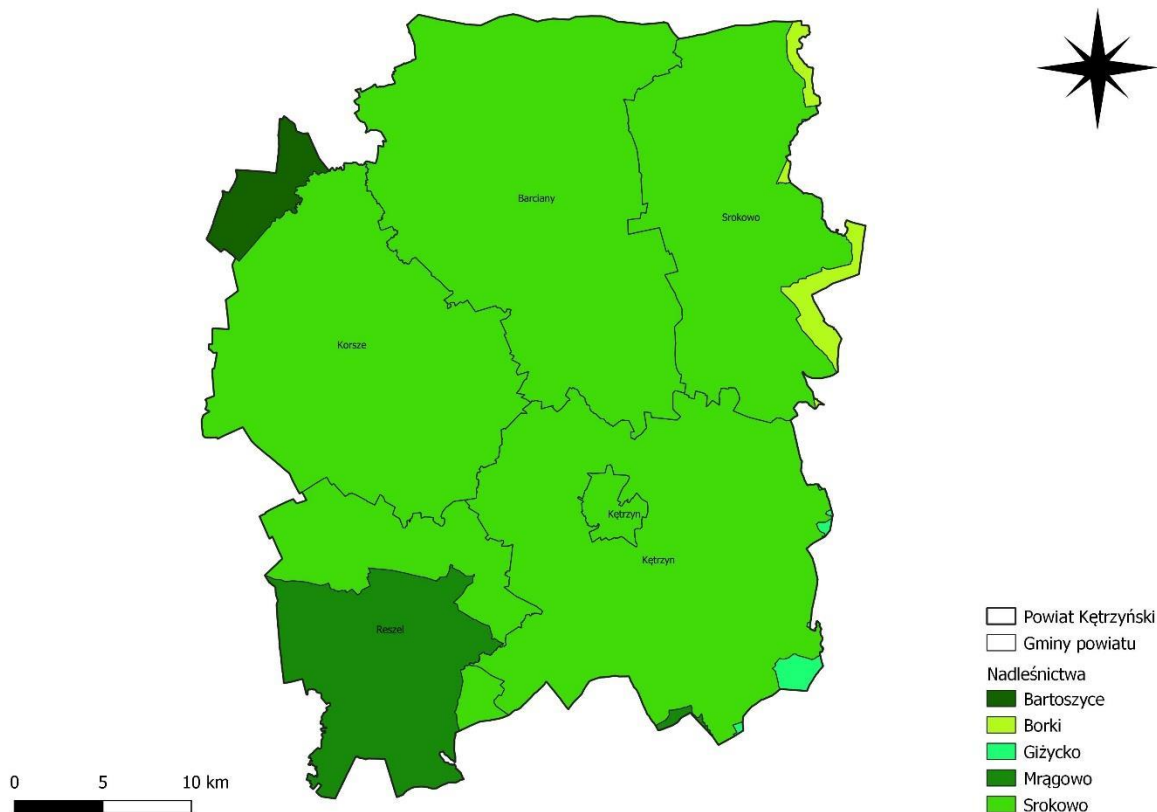 Barciany
Srokowo
Korsze
Kętrzyn
Kętrzyn
Reszel
Powiat Kętrzyński
Gminy powiatu
Nadleśnictwa
Bartoszyce
Borki
Giżycko
Mrągowo
Srokowo
0 5 10 km